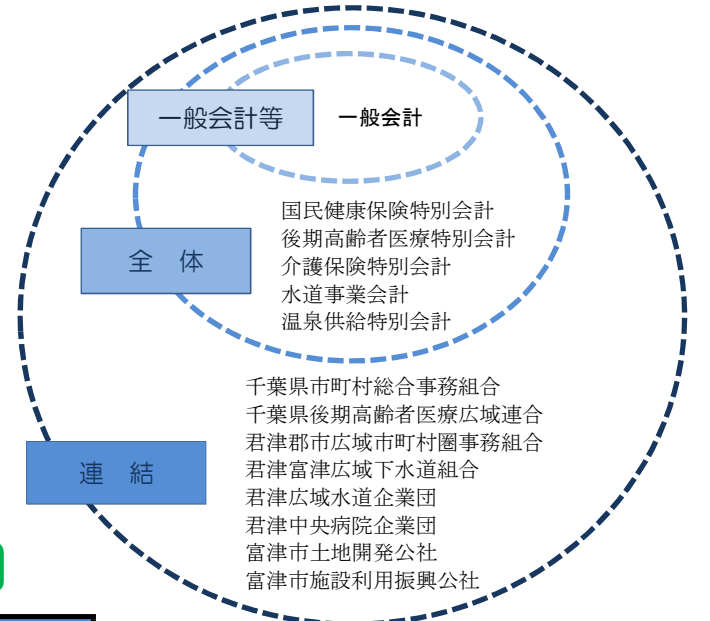 一般会計等
一般会計
国民健康保険特別会計
後期高齢者医療特別会計
全　体
介護保険特別会計
水道事業会計
温泉供給特別会計
千葉県市町村総合事務組合
千葉県後期高齢者医療広域連合
君津郡市広域市町村圏事務組合
連　結
君津富津広域下水道組合
君津広域水道企業団
君津中央病院企業団
富津市土地開発公社
富津市施設利用振興公社